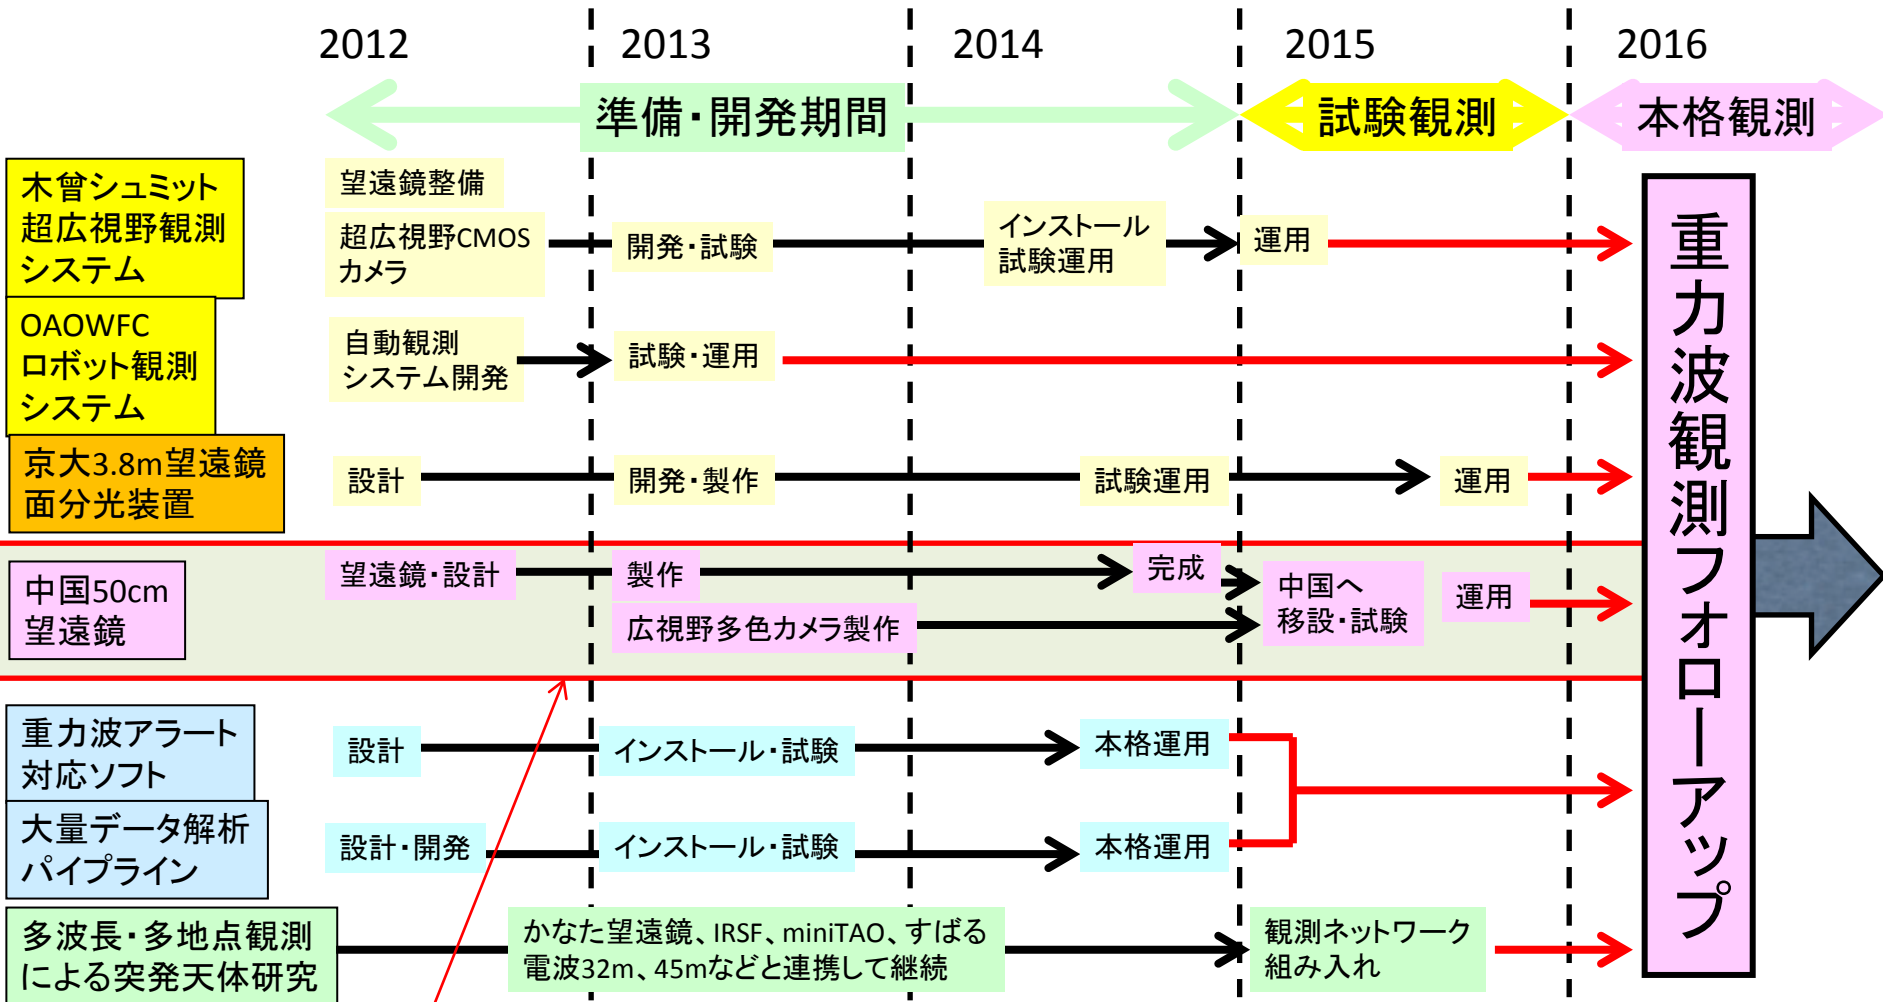 2012
2013
2014
2015
2016
準備・開発期間
試験観測
本格観測
木曾シュミット
超広視野観測
システム
望遠鏡整備
超広視野CMOS
カメラ
開発・試験
インストール
試験運用
運用
OAOWFC
ロボット観測
システム
自動観測
システム開発
試験・運用
京大3.8m望遠鏡
面分光装置
設計
開発・製作
試験運用
運用
中国50cm
望遠鏡
望遠鏡・設計
製作
完成
広視野多色カメラ製作
中国へ
移設・試験
運用
重力波アラート
対応ソフト
設計
インストール・試験
本格運用
大量データ解析
パイプライン
設計・開発
インストール・試験
本格運用
多波長・多地点観測
による突発天体研究
かなた望遠鏡、IRSF、miniTAO、すばる
電波32m、45mなどと連携して継続
観測ネットワーク
組み入れ
重力波観測フォローアップ